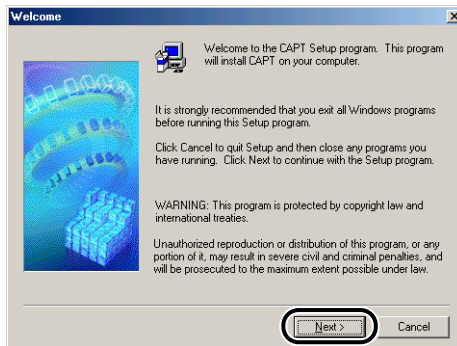 Welcome
Welcome to the CAPT Setup program. This program
will install CAPT on your computer.
It is strongly recommended that you exit all Windows programs
before running this Setup program.
Click Cancel to quit Setup and then close any programs you
have running. Click Next to continue with the Setup program.
WARNING: This program is protected by copyright law and
international treaties.
Unauthorized reproduction or distribution of this program, or any
portion of it, may result in severe civil and criminal penalties, and
will be prosecuted to the maximum extent possible under law.
Next > Cancel